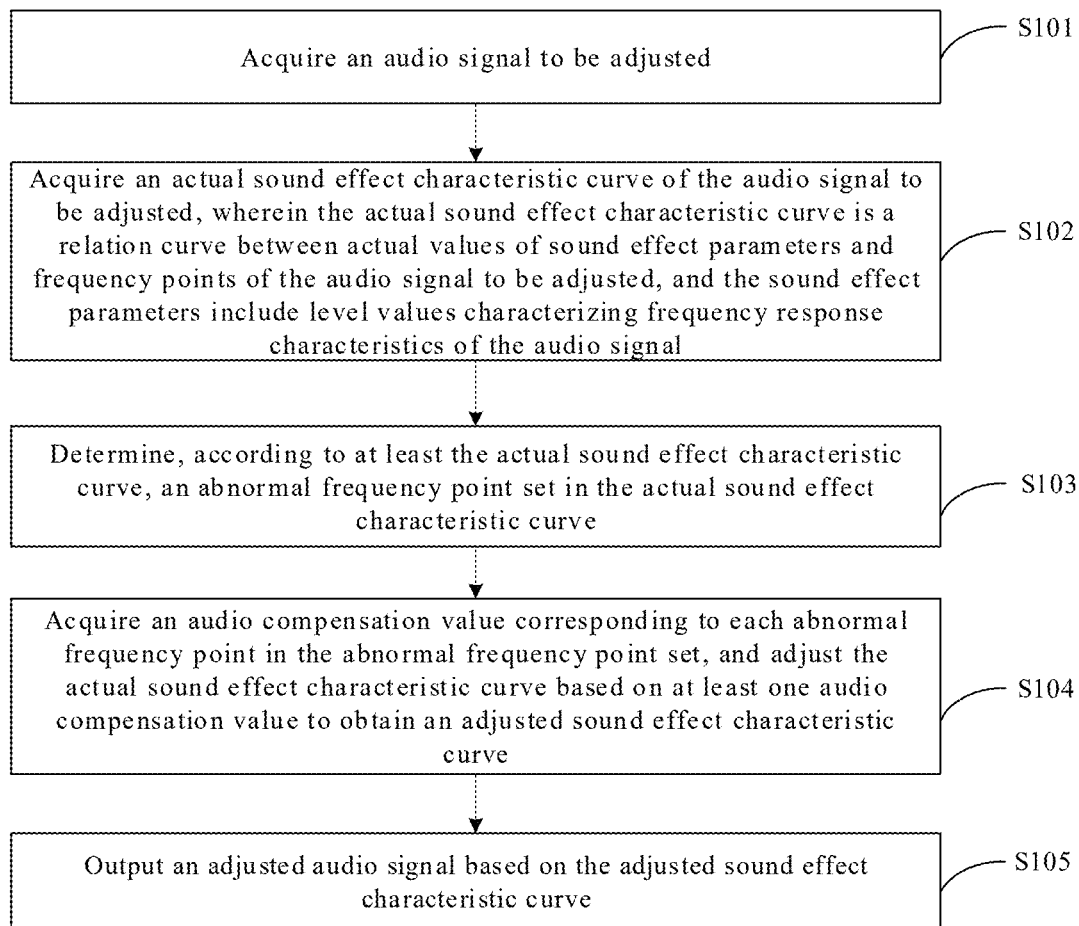 Acquire an audio signal to be adjusted
S101
Acquire an actual sound effect characteristic curve of the audio signal to
be adjusted, wherein the actual sound effect characteristic curve is a
relation curve between actual values of sound effect parameters and
frequency points of the audio signal to be adjusted, and the sound effect
parameters include level values characterizing frequency response
characteristics of the audio signal
S102
Determine, according to at least the actual sound effect characteristic
curve, an abnormal frequency point set in the actual sound effect
characteristic curve
S103
Acquire an audio compensation value corresponding to each abnormal
frequency point in the abnormal frequency point set, and adjust the
actual sound effect characteristic curve based on at least one audio
compensation value to obtain an adjusted sound effect characteristic
curve
S104
Output an adjusted audio signal based on the adjusted sound effect
characteristic curve
S105